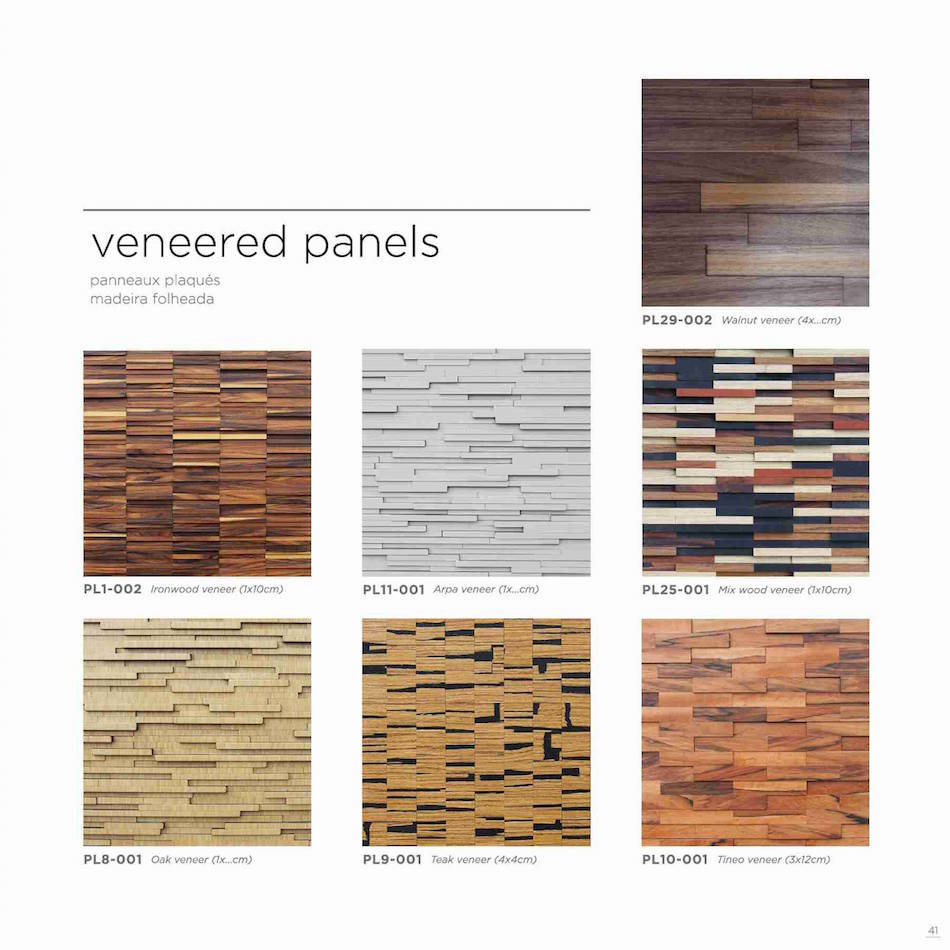 veneered panels
panneaux plaqués
madeira folheada
PL29-002 Walnut veneer (4x...cm)
PL1-002 Ironwood veneer (1x10cm)
PL11-001 Arpa veneer (1x...cm)
PL25-001 Mix wood veneer (1x10cm)
PL8-001 Oak veneer (1x...cm)
PL9-001 Teak veneer (4x4cm)
PL10-001 Tineo veneer (3x12cm)
41